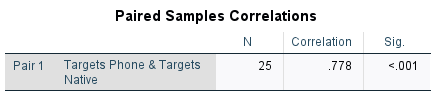 Paired Samples Correlations
N Correlation Sig.
Pair 1 Targets Phone & Targets 25 .778 <.001
Native